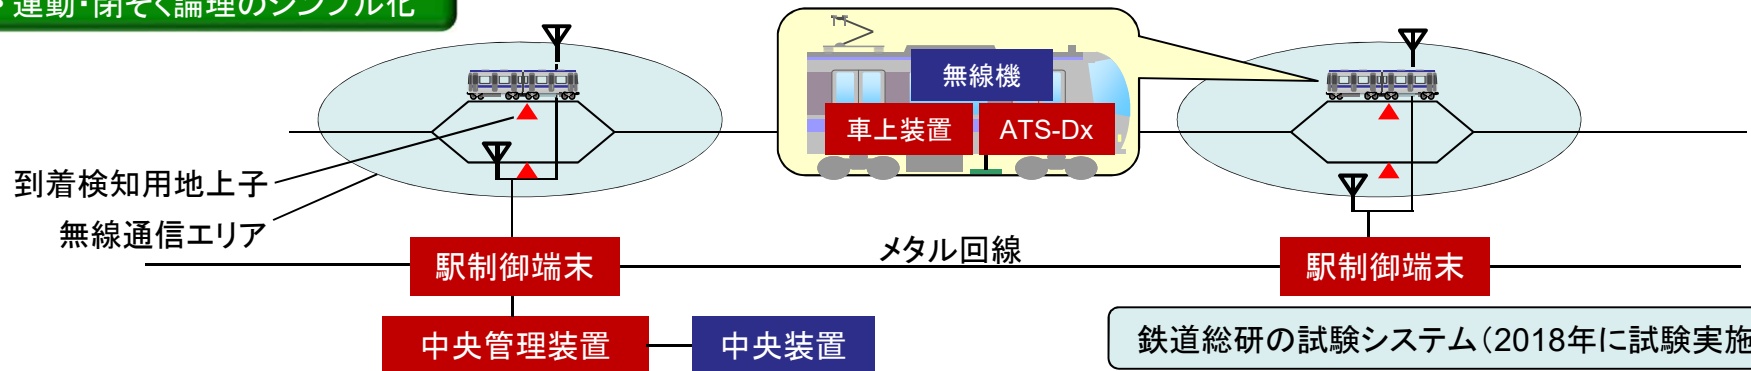 ・連動・閉そく論理のシンプル化
無線機
車上装置
ATS-Dx
到着検知用地上子
無線通信エリア
メタル回線
駅制御端末
駅制御端末
中央管理装置
中央装置
鉄道総研の試験システム（2018年に試験実施